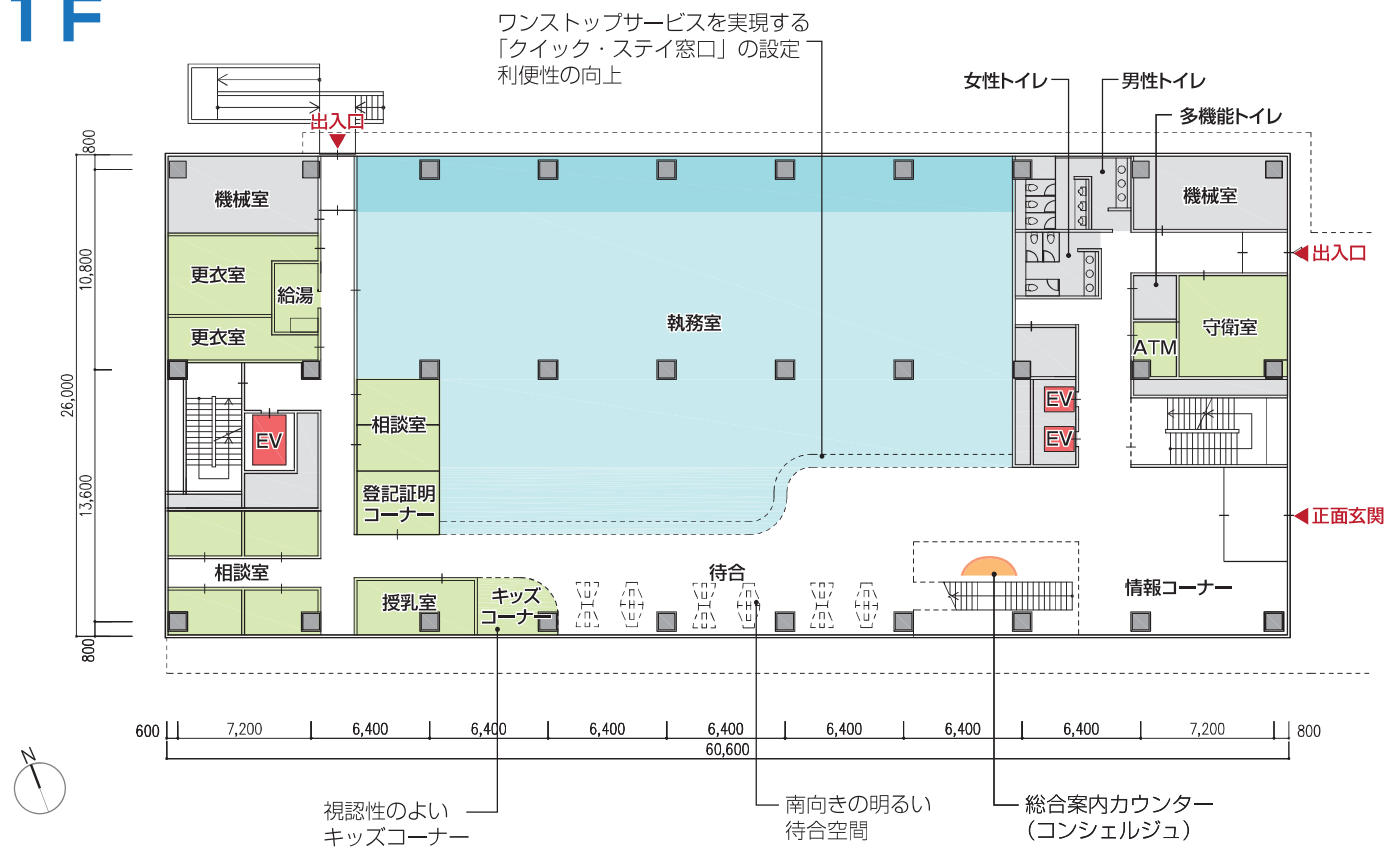 1F
ワンストップサービスを実現する
「クイック・ステイ窓口」の設定
利便性の向上
女性トイレ
男性トイレ
多機能トイレ
出入口
機械室
機械室
出入口
更衣室
給湯
更衣室
執務室
守衛室
ATM
EV
EV
EV
相談室
登記証明
コーナー
正面玄関
相談室
授乳室
キッズ
コーナー
待合
情報コーナー
800
10,800
26,000
13,600
800
600
7,200
6,400
6,400
6,400
6,400
6,400
6,400
6,400
7,200
800
60,600
N
視認性のよい
キッズコーナー
南向きの明るい
待合空間
総合案内カウンター
（コンシェルジュ）